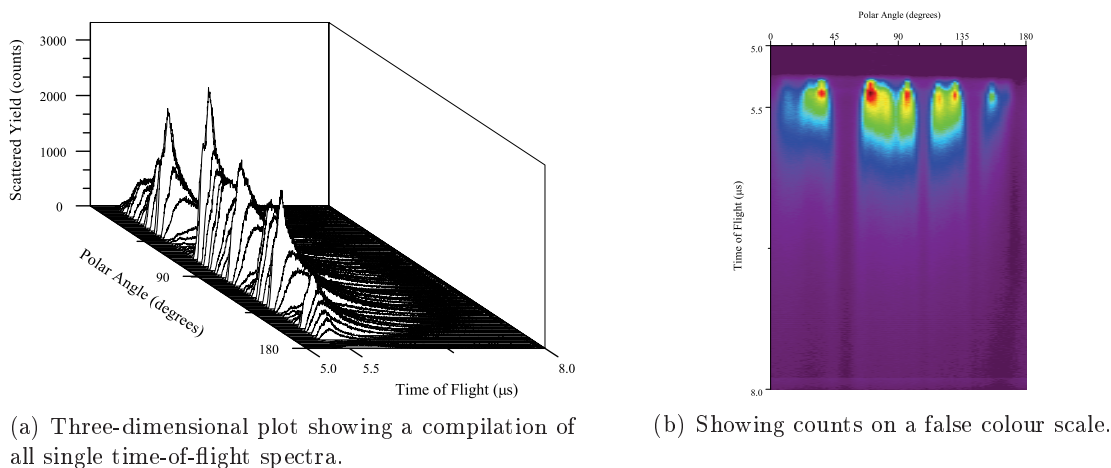 3000
2000
1000
0
Scattered Yield (counts)
Polar Angle (degrees)
90
180
5.0
5.5
8.0
Time of Flight (μs)
(a) Three-dimensional plot showing a compilation of
all single time-of-flight spectra.
Polar Angle (degrees)
0 45 90 135 180
5.0
5.5
8.0
Time of Flight (μs)
(b) Showing counts on a false colour scale.